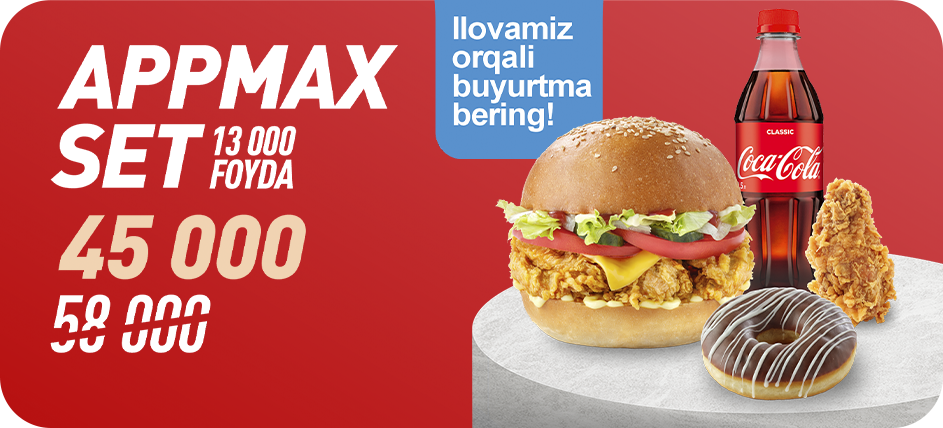 APPMAX
SET 13 000
FOYDA
45 000
58 000
Ilovamiz
orqali
buyurtma
bering!
CLASSIC
Coca-Cola